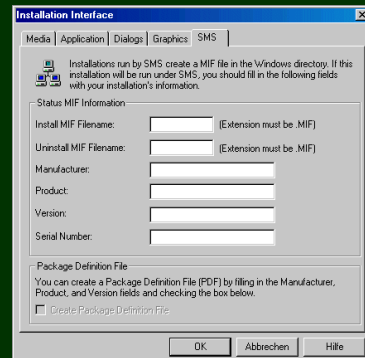 Installation Interface
Media
Application
Dialogs
Graphics
SMS
Installations run by SMS create a MIF file in the Windows directory. If this
installation will be run under SMS, you should fill in the following fields
with your installation's information.
Status MIF Information
Install MIF Filename:
(Extension must be .MIF)
Uninstall MIF Filename:
(Extension must be .MIF)
Manufacturer:
Product:
Version:
Serial Number:
Package Definition File
You can create a Package Definition File (PDF) by filling in the Manufacturer,
Product, and Version fields and checking the box below.
Create Package Definition File
OK
Abbrechen
Hilfe